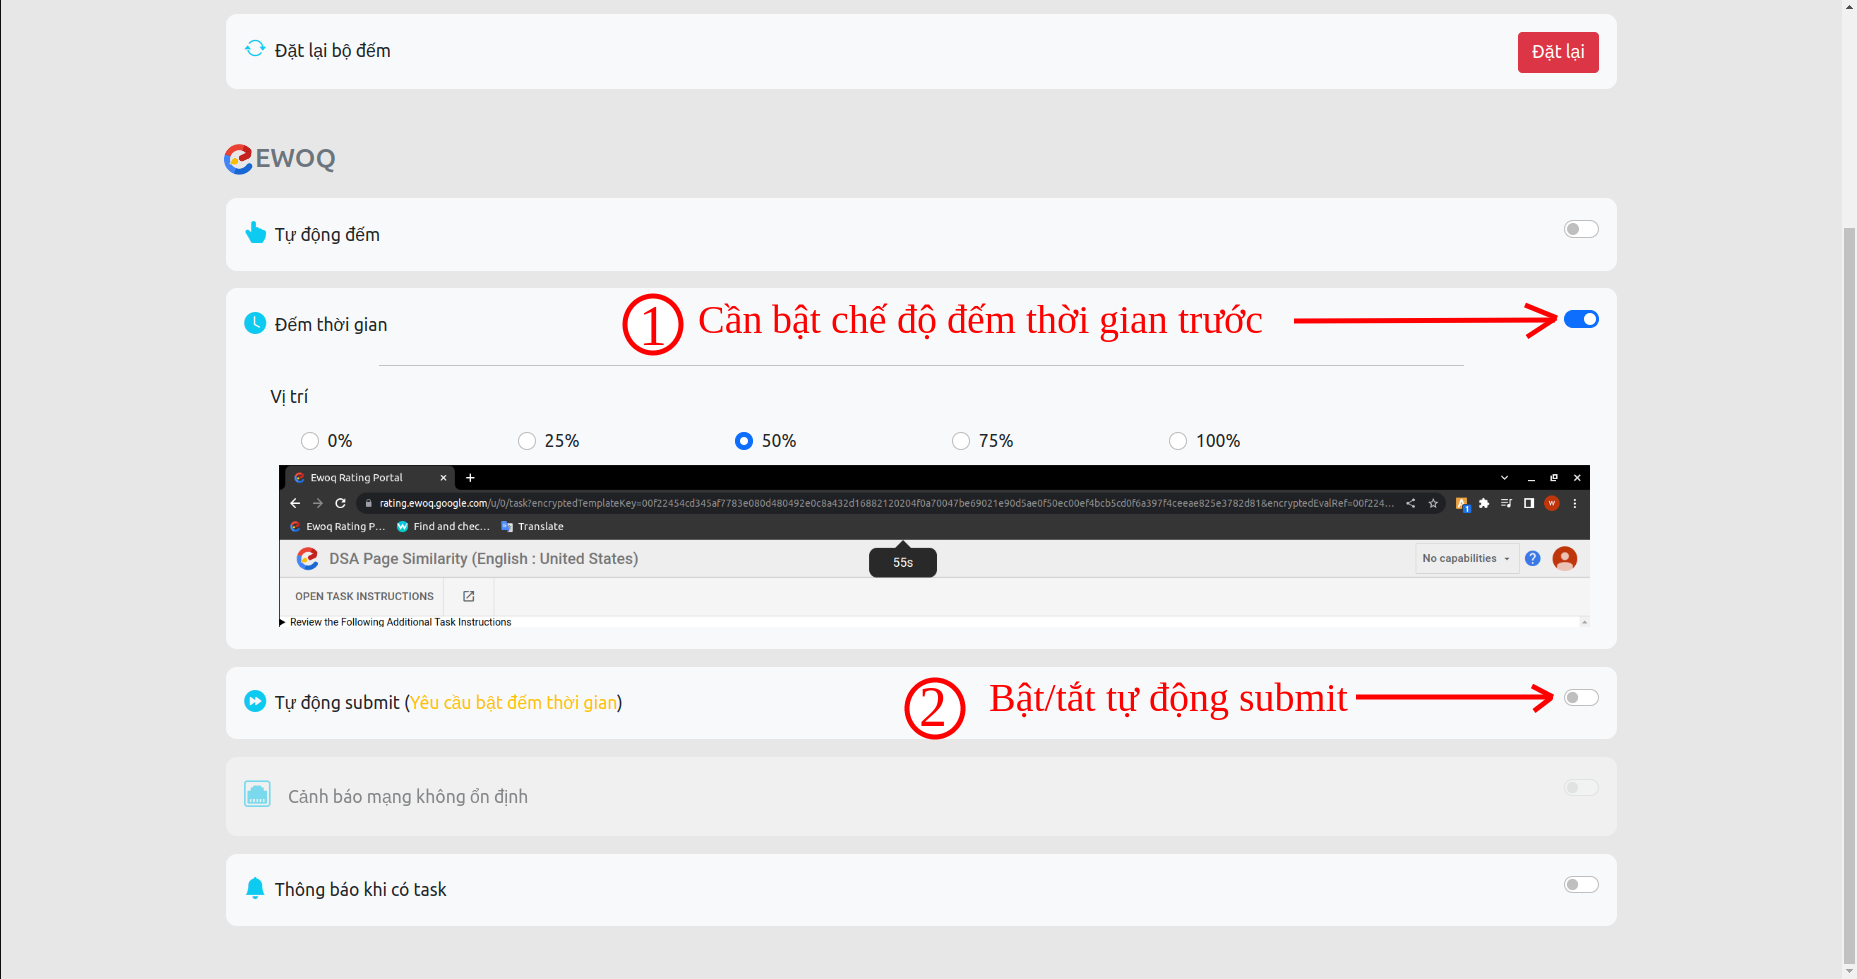 Đặt lại bộ đếm
Đặt lại
EWOQ
Tự động đếm
Đếm thời gian
1 Cần bật chế độ đếm thời gian trước
Vị trí
0% 25% 50% 75% 100%
Ewoq Rating Portal
rating.ewoq.google.com/u/0/task?encryptedTemplateKey=00f22454cd345af7783e080d480492e0c8a432d16882120204f0a70047be69021e90d5ae0f50ec00ef4bcb5cd0f6a397f4ceeae825e3782d81&encryptedEvalRef=00f224...
Ewoq Rating P... Find and chec... Translate
DSA Page Similarity (English : United States)
55s
No capabilities
OPEN TASK INSTRUCTIONS
Review the Following Additional Task Instructions
Tự động submit (Yêu cầu bật đếm thời gian)
2 Bật/tắt tự động submit
Cảnh báo mạng không ổn định
Thông báo khi có task